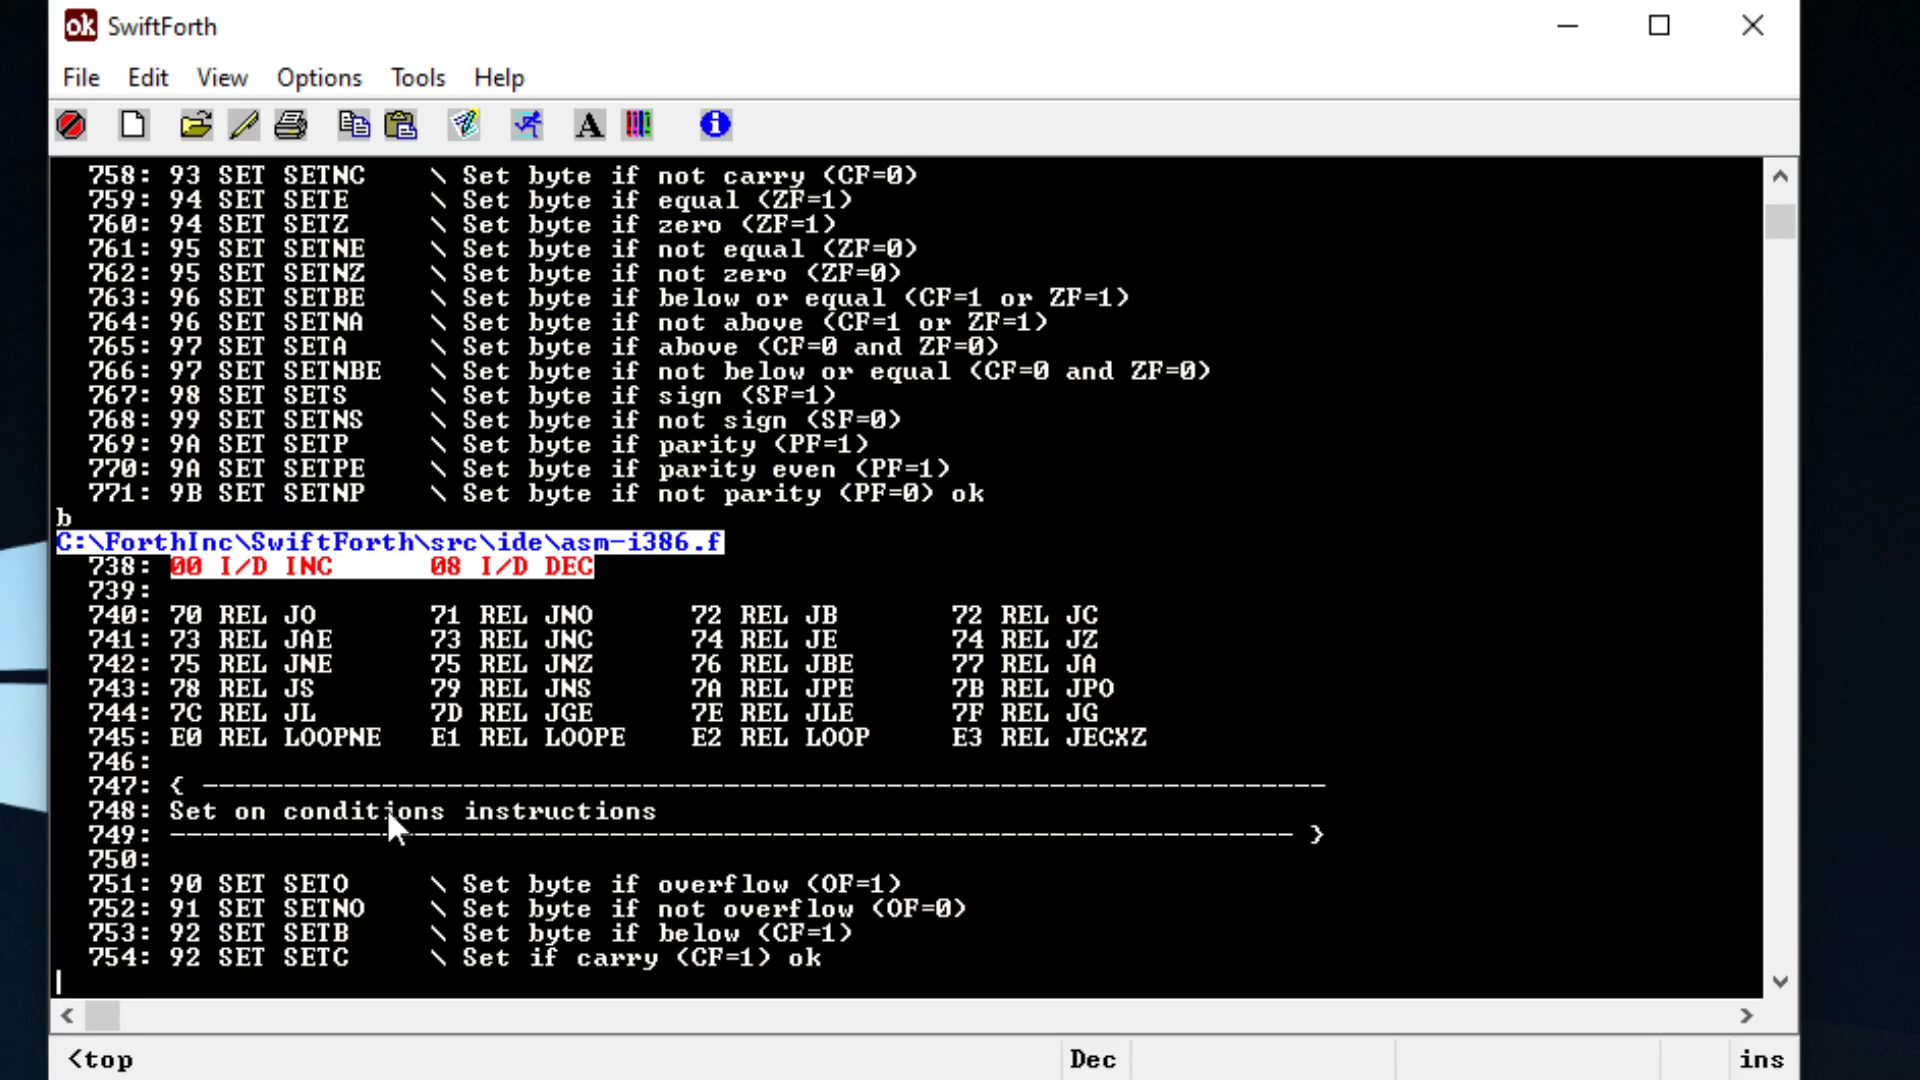 ok SwiftForth
File Edit View Options Tools Help
758: 93 SET SETNC \ Set byte if not carry (CF=0)
759: 94 SET SETE \ Set byte if equal (ZF=1)
760: 94 SET SETZ \ Set byte if zero (ZF=1)
761: 95 SET SETNE \ Set byte if not equal (ZF=0)
762: 95 SET SETNZ \ Set byte if not zero (ZF=0)
763: 96 SET SETBE \ Set byte if below or equal (CF=1 or ZF=1)
764: 96 SET SETNA \ Set byte if not above (CF=1 or ZF=1)
765: 97 SET SETA \ Set byte if above (CF=0 and ZF=0)
766: 97 SET SETNBE \ Set byte if not below or equal (CF=0 and ZF=0)
767: 98 SET SETS \ Set byte if sign (SF=1)
768: 99 SET SETNS \ Set byte if not sign (SF=0)
769: 9A SET SETP \ Set byte if parity (PF=1)
770: 9A SET SETPE \ Set byte if parity even (PF=1)
771: 9B SET SETNP \ Set byte if not parity (PF=0) ok
b
C:\ForthInc\SwiftForth\src\ide\asm-i386.f
738: 00 I/D INC 08 I/D DEC
739:
740: 70 REL JO 71 REL JNO 72 REL JB 72 REL JC
741: 73 REL JAE 73 REL JNC 74 REL JE 74 REL JZ
742: 75 REL JNE 75 REL JNZ 76 REL JBE 77 REL JA
743: 78 REL JS 79 REL JNS 7A REL JPE 7B REL JPO
744: 7C REL JL 7D REL JGE 7E REL JLE 7F REL JG
745: E0 REL LOOPNE E1 REL LOOPE E2 REL LOOP E3 REL JECXZ
746:
747: { ---------------------------------------------------------------------
748: Set on conditions instructions
749: --------------------------------------------------------------------- }
750:
751: 90 SET SETO \ Set byte if overflow (OF=1)
752: 91 SET SETNO \ Set byte if not overflow (OF=0)
753: 92 SET SETB \ Set byte if below (CF=1)
754: 92 SET SETC \ Set if carry (CF=1) ok
<top Dec ins